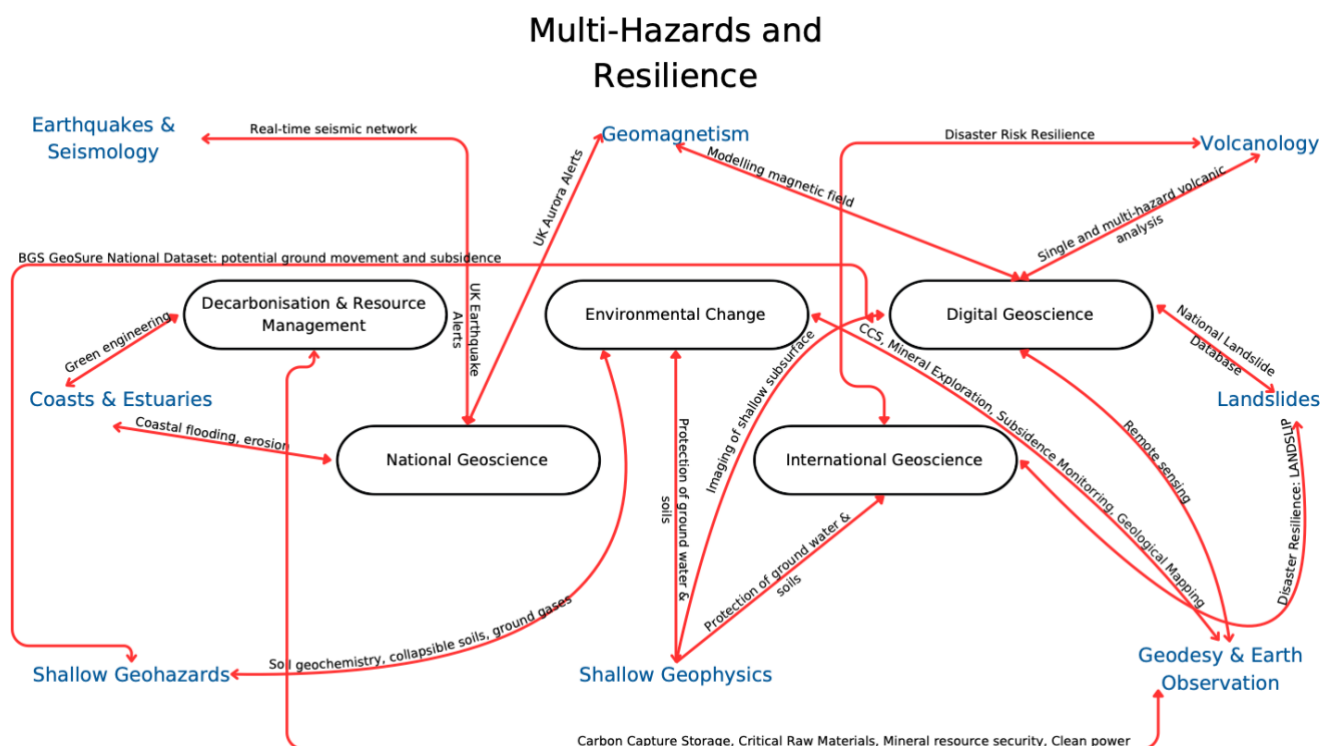 Multi-Hazards and
Resilience
Earthquakes &
Seismology
Real-time seismic network
Geomagnetism
Disaster Risk Resilience
Volcanology
UK Aurora Alerts
Modelling magnetic field
Single and multi-hazard volcanic
analysis
BGS GeoSure National Dataset: potential ground movement and subsidence
Decarbonisation & Resource
Management
UK Earthquake
Alerts
Environmental Change
Digital Geoscience
Green engineering
National Landslide
Database
Coasts & Estuaries
Landslides
Coastal flooding, erosion
National Geoscience
International Geoscience
Imaging of shallow subsurface
CCS, Mineral Exploration, Subsidence Monitorring, Geological Mapping
Remote sensing
Disaster Resilience: LANDSLIP
Protection of ground water &
soils
Protection of ground water &
soils
Soil geochemistry, collapsible soils, ground gases
Shallow Geohazards
Shallow Geophysics
Geodesy & Earth
Observation
Carbon Capture Storage, Critical Raw Materials, Mineral resource security, Clean power